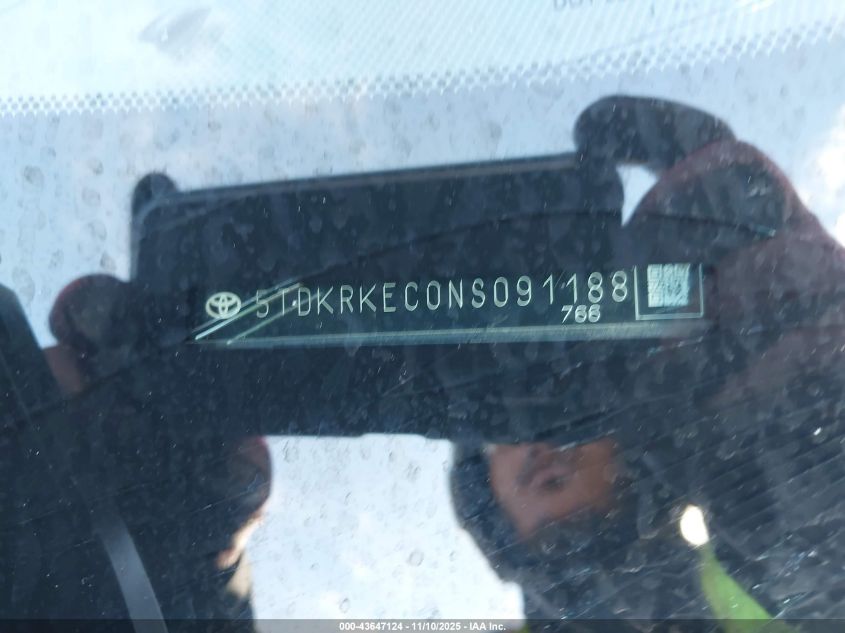 5TDKRKEC0NS091188
766
000-43647124 - 11/10/2025 - IAA Inc.